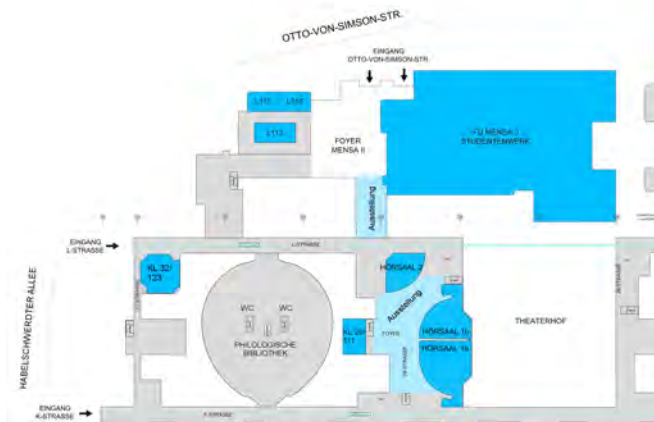 OTTO-VON-SIMSON-STR.
EINGANG
OTTO-VON-SIMSON-STR.
L113
FOYER
MENSA II
FU MENSA II
STUDENTENWERK
Ausstellung
EINGANG
L-STRASSE
L-STRASSE
KL 32/
123
HÖRSAAL 2
HABELSCHWERDTER ALLEE
WC
WC
Ausstellung
PHILOLOGISCHE
BIBLIOTHEK
KL 29/
111
FOYER
HÖRSAAL 1b
HÖRSAAL 1a
THEATERHOF
EINGANG
K-STRASSE